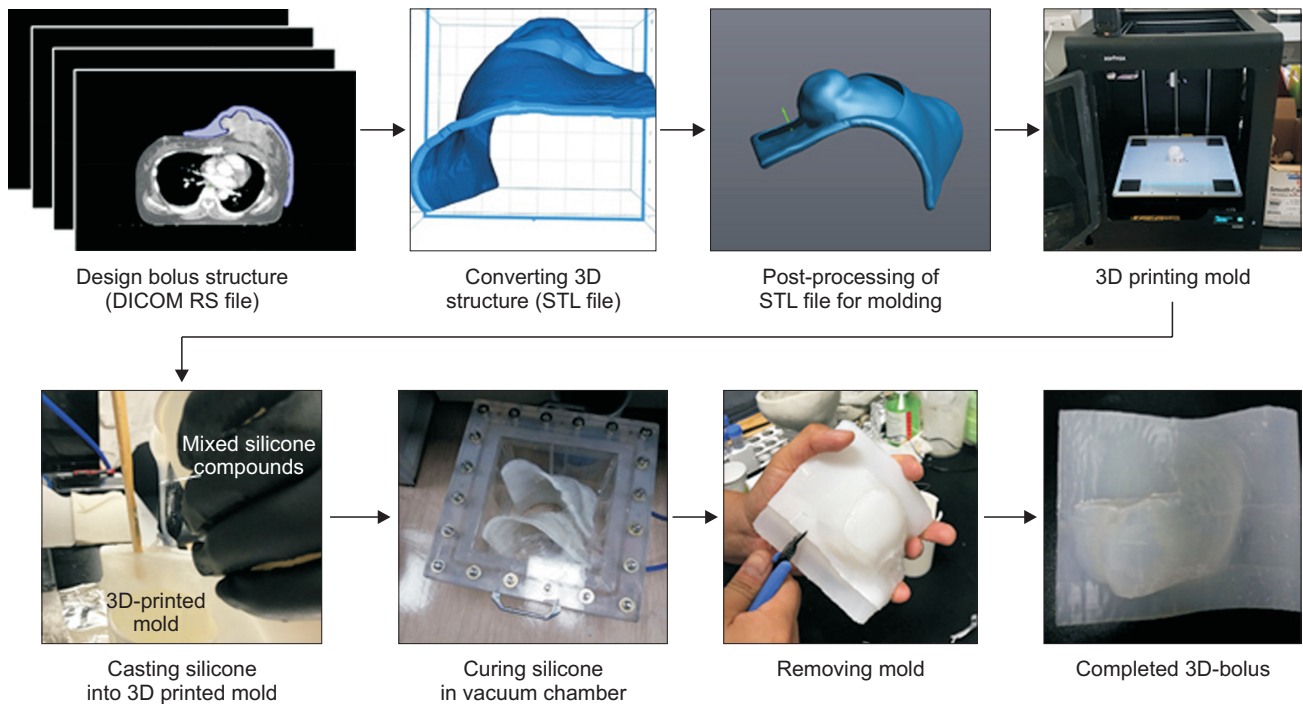 Design bolus structure
(DICOM RS file)
Converting 3D
structure (STL file)
Post-processing of
STL file for molding
3D printing mold
Mixed silicone
compounds
3D-printed
mold
Casting silicone
into 3D printed mold
Curing silicone
in vacuum chamber
Removing mold
Completed 3D-bolus